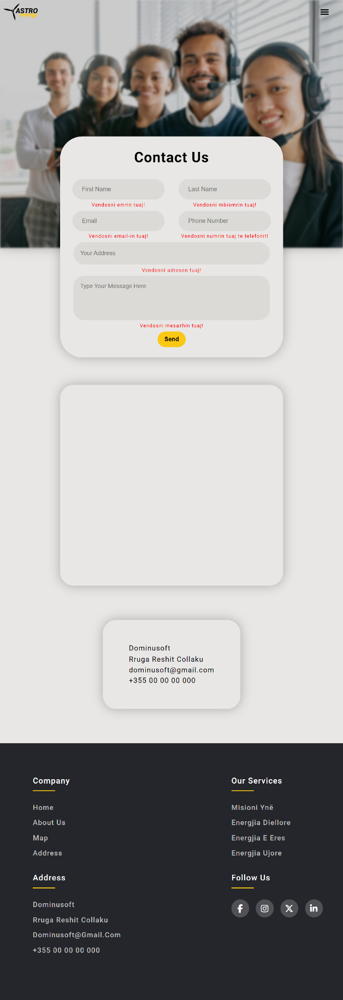 ASTRO
energy
Contact Us
First Name
Last Name
Vendosni emrin tuaj!
Vendosni mbiemrin tuaj!
Email
Phone Number
Vendosni email-in tuaj!
Vendosni numrin tuaj te telefonit!
Your Address
Vendosni adresen tuaj!
Type Your Message Here
Vendosni mesazhin tuaj!
Send
Dominusoft
Rruga Reshit Collaku
dominusoft@gmail.com
+355 00 00 00 000
Company
Home
About Us
Map
Address
Our Services
Misioni Ynë
Energjia Diellore
Energjia E Eres
Energjia Ujore
Address
Dominusoft
Rruga Reshit Collaku
Dominusoft@Gmail.Com
+355 00 00 00 000
Follow Us